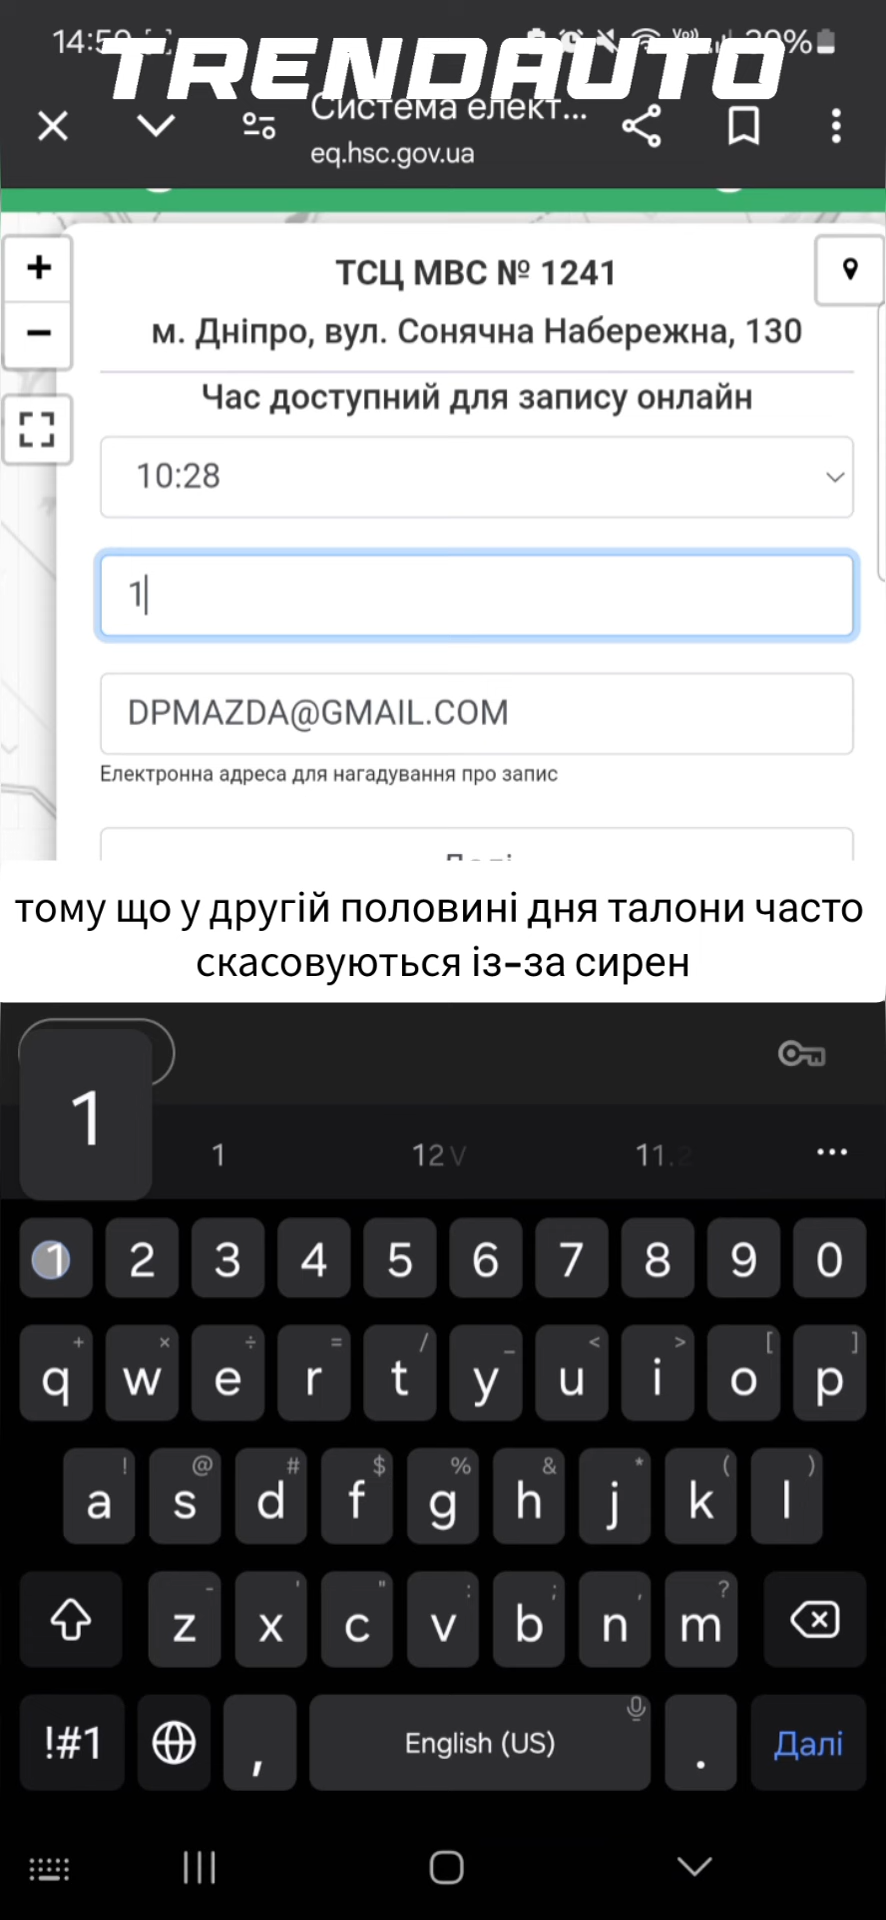 TRENDAUTO
Система елект...
eq.hsc.gov.ua
+
ТСЦ МВС № 1241
−
м. Дніпро, вул. Сонячна Набережна, 130
Час доступний для запису онлайн
10:28
1
DPMAZDA@GMAIL.COM
Електронна адреса для нагадування про запис
тому що у другій половині дня талони часто
скасовуються із-за сирен
1
1 12V 11.2 ...
1 2 3 4 5 6 7 8 9 0
+ × ÷ = / _ < > [ ]
q w e r t y u i o p
! @ # $ % & * ( )
a s d f g h j k l
- ' " : ; , ?
z x c v b n m
!#1 , English (US) . Далі